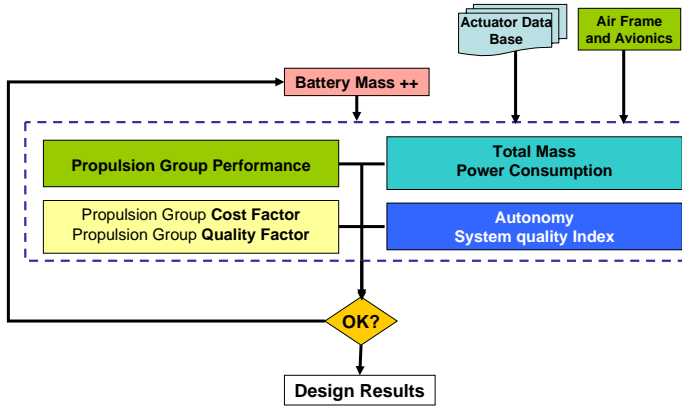 Actuator Data
Base
Air Frame
and Avionics
Battery Mass ++
Propulsion Group Performance
Total Mass
Power Consumption
Propulsion Group Cost Factor
Propulsion Group Quality Factor
Autonomy
System quality Index
OK?
Design Results